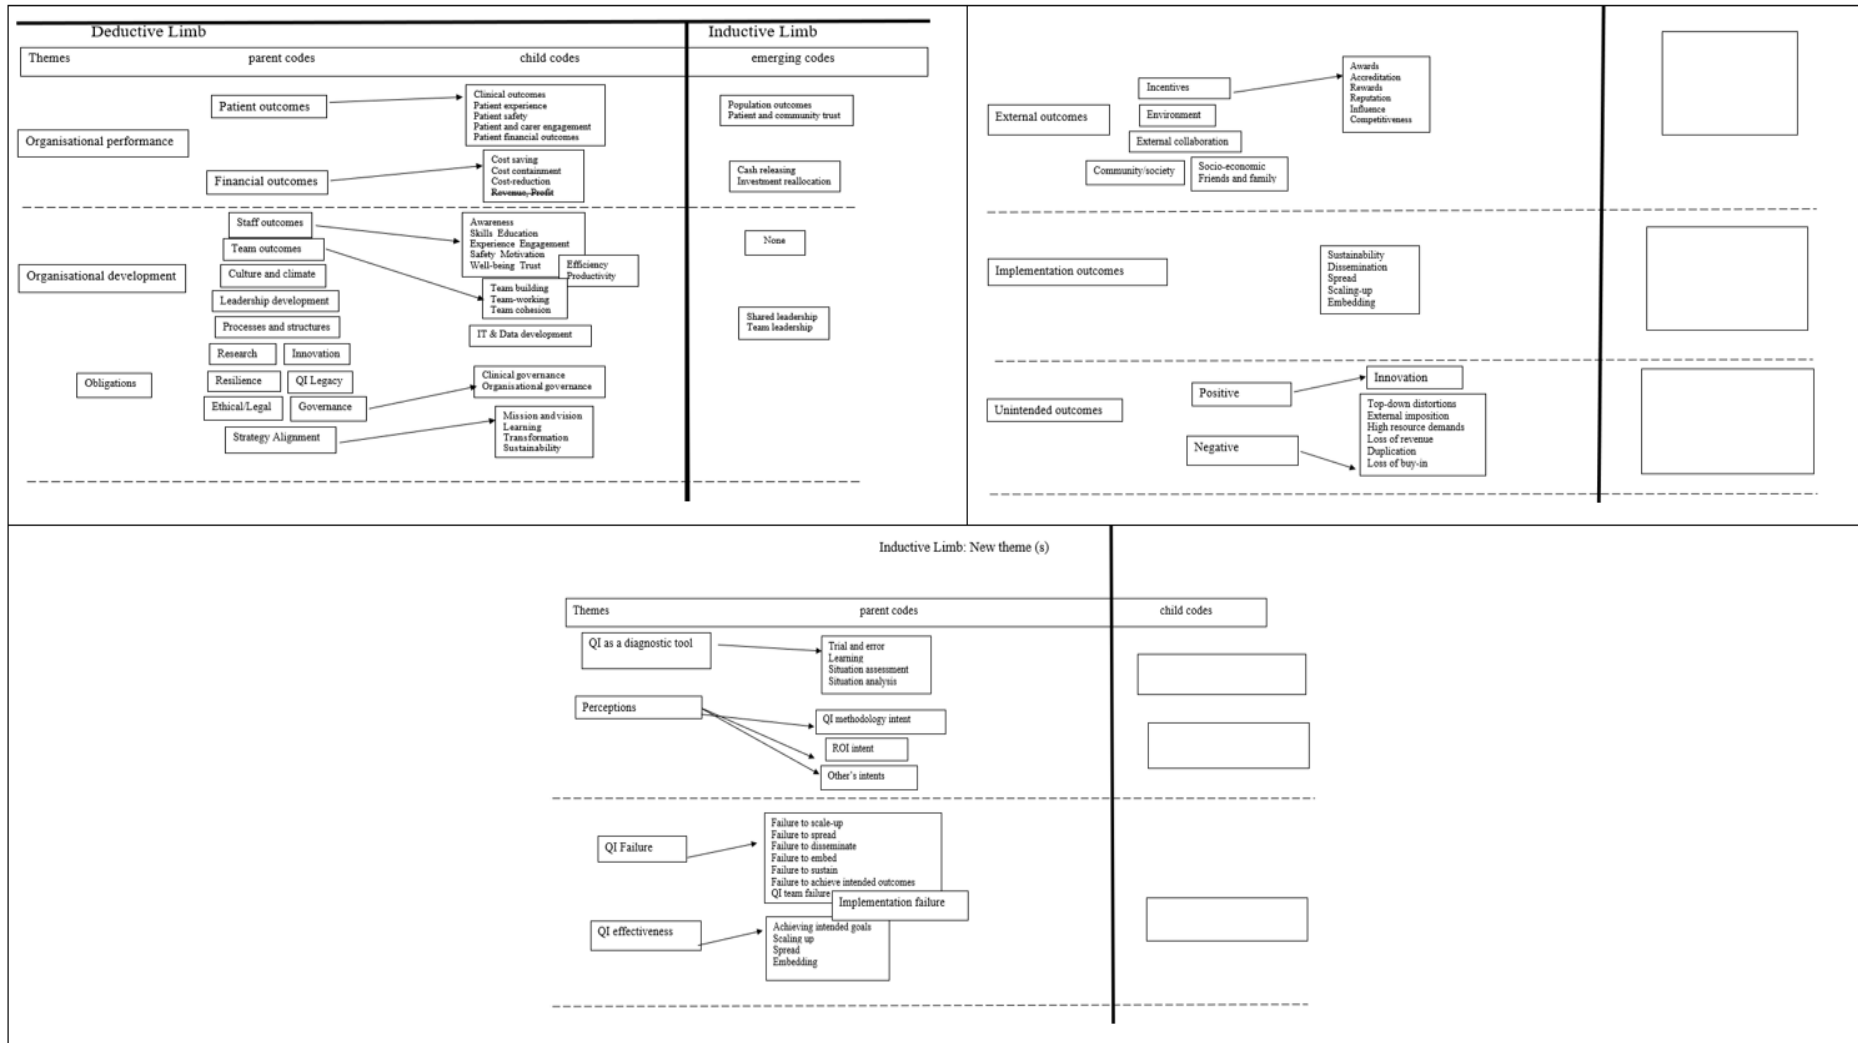 Deductive Limb
Inductive Limb
Themes
parent codes
child codes
emerging codes
Organisational performance
Patient outcomes
Clinical outcomes
Patient experience
Patient safety
Patient and carer engagement
Patient financial outcomes
Population outcomes
Patient and community trust
Financial outcomes
Cost saving
Cost containment
Cost-reduction
Revenue, Profit
Cash releasing
Investment reallocation
Organisational development
Staff outcomes
Team outcomes
Culture and climate
Leadership development
Processes and structures
Research
Innovation
Resilience
QI Legacy
Ethical/Legal
Governance
Strategy Alignment
Obligations
Awareness
Skills Education
Experience Engagement
Safety Motivation
Well-being Trust
Efficiency
Productivity
Team building
Team-working
Team cohesion
IT & Data development
Clinical governance
Organisational governance
Mission and vision
Learning
Transformation
Sustainability
None
Shared leadership
Team leadership
External outcomes
Incentives
Environment
External collaboration
Community/society
Socio-economic
Friends and family
Awards
Accreditation
Rewards
Reputation
Influence
Competitiveness
Implementation outcomes
Sustainability
Dissemination
Spread
Scaling-up
Embedding
Unintended outcomes
Positive
Innovation
Negative
Top-down distortions
External imposition
High resource demands
Loss of revenue
Duplication
Loss of buy-in
Inductive Limb: New theme (s)
Themes
parent codes
child codes
QI as a diagnostic tool
Trial and error
Learning
Situation assessment
Situation analysis
Perceptions
QI methodology intent
ROI intent
Other's intents
QI Failure
Failure to scale-up
Failure to spread
Failure to disseminate
Failure to embed
Failure to sustain
Failure to achieve intended outcomes
QI team failure
Implementation failure
QI effectiveness
Achieving intended goals
Scaling up
Spread
Embedding